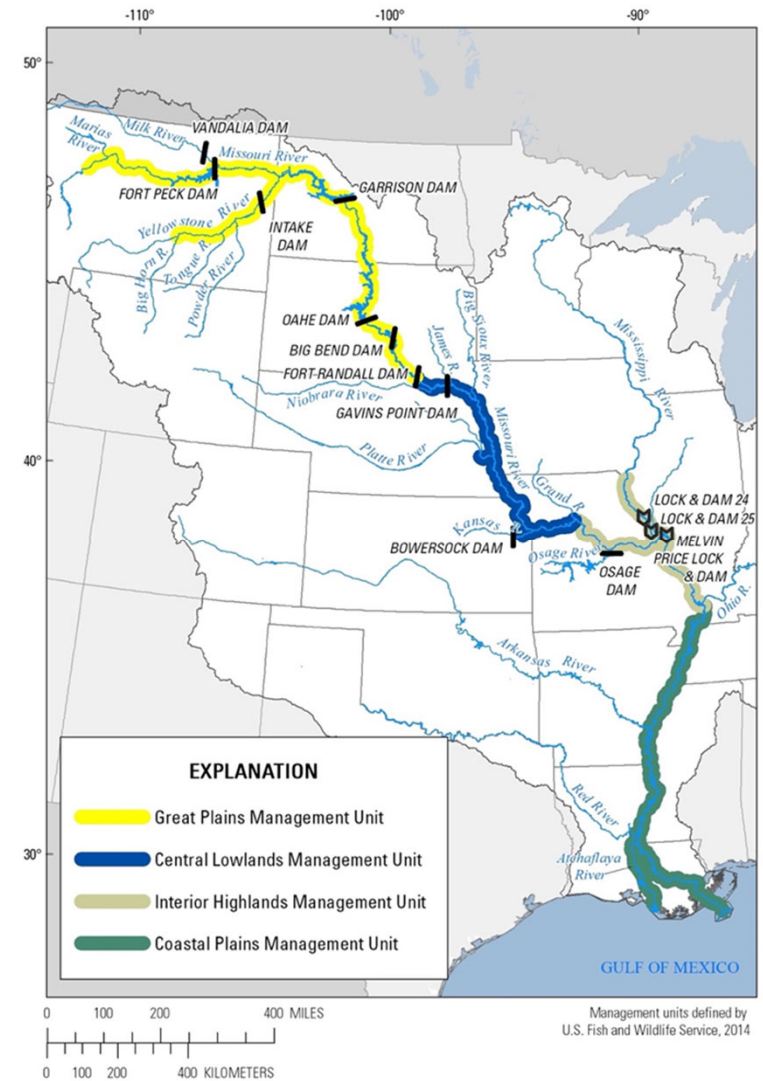 -110°
-100°
-90°
50°
40°
30°
Marias
River
Milk River
VANDALIA DAM
Missouri River
FORT PECK DAM
GARRISON DAM
Yellowstone River
INTAKE
DAM
Big Horn R.
Tongue R.
Powder River
OAHE DAM
BIG BEND DAM
FORT RANDALL DAM
James R.
Big Sioux River
Mississippi River
Niobrara River
GAVINS POINT DAM
Missouri River
Platte River
Grand R.
LOCK & DAM 24
LOCK & DAM 25
MELVIN
PRICE LOCK
& DAM
Kansas R.
BOWERSOCK DAM
Osage River
OSAGE
DAM
Ohio R.
Arkansas River
Red River
Atchaflaya
River
GULF OF MEXICO
EXPLANATION
Great Plains Management Unit
Central Lowlands Management Unit
Interior Highlands Management Unit
Coastal Plains Management Unit
0 100 200 400 MILES
0 100 200 400 KILOMETERS
Management units defined by
U.S. Fish and Wildlife Service, 2014